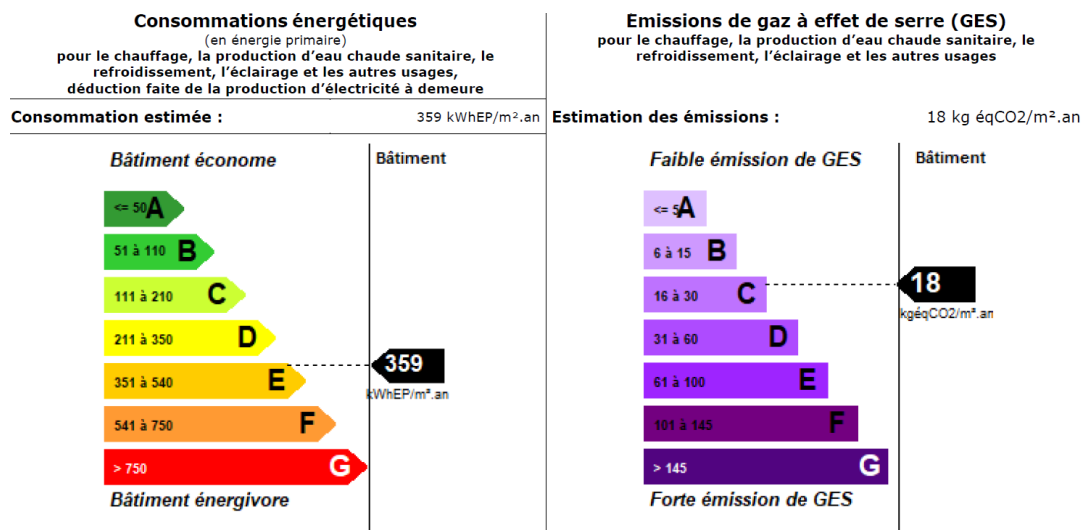 Consommations énergétiques
(en énergie primaire)
pour le chauffage, la production d'eau chaude sanitaire, le
refroidissement, l'éclairage et les autres usages,
déduction faite de la production d'électricité à demeure
Consommation estimée :
359 kWhEP/m².an
Bâtiment économe
Bâtiment
<= 50 A
51 à 110 B
111 à 210 C
211 à 350 D
351 à 540 E
359
kWhEP/m².an
541 à 750 F
> 750 G
Bâtiment énergivore
Émissions de gaz à effet de serre (GES)
pour le chauffage, la production d'eau chaude sanitaire, le
refroidissement, l'éclairage et les autres usages
Estimation des émissions :
18 kg éqCO2/m².an
Faible émission de GES
Bâtiment
<= 5 A
6 à 15 B
16 à 30 C
18
kgéqCO2/m².an
31 à 60 D
61 à 100 E
101 à 145 F
> 145 G
Forte émission de GES